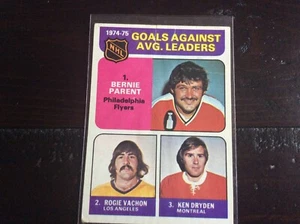 1974-75
NHL
GOALS AGAINST
AVG. LEADERS
1.
BERNIE PARENT
Philadelphia
Flyers
2. ROGIE VACHON
LOS ANGELES
3. KEN DRYDEN
MONTREAL